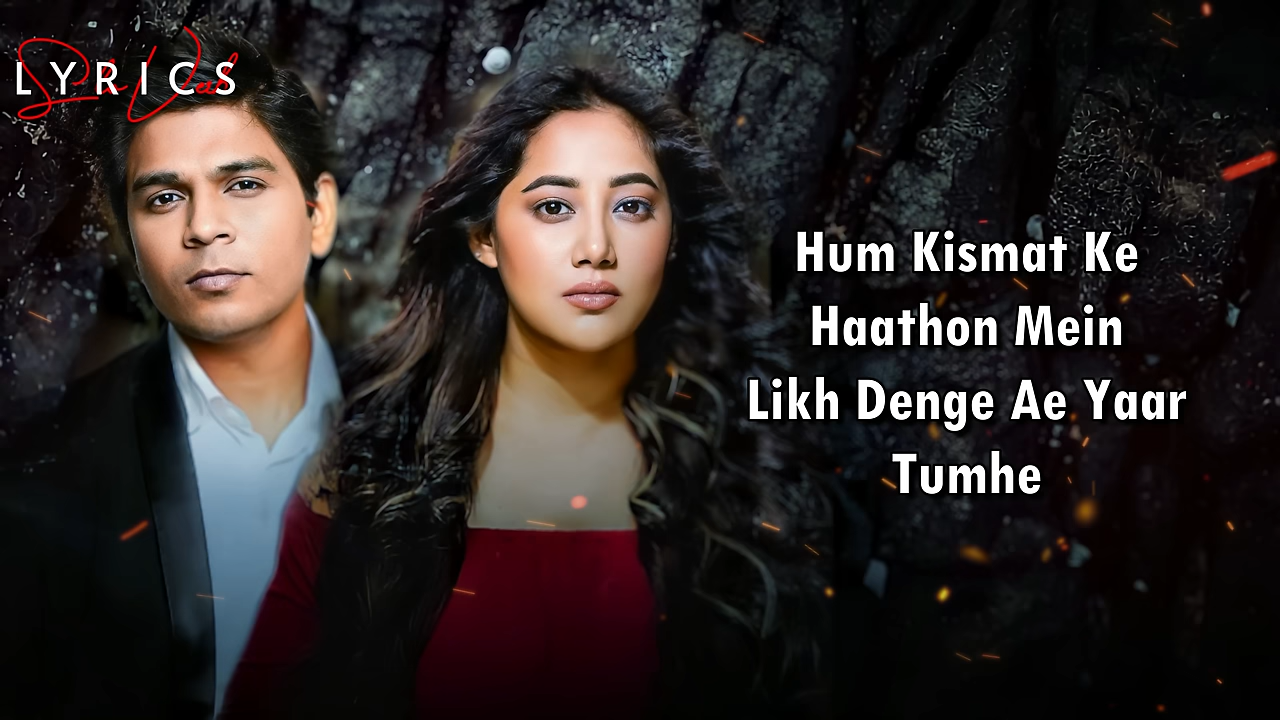 LYRICS
Hum Kismat Ke
Haathon Mein
Likh Denge Ae Yaar
Tumhe